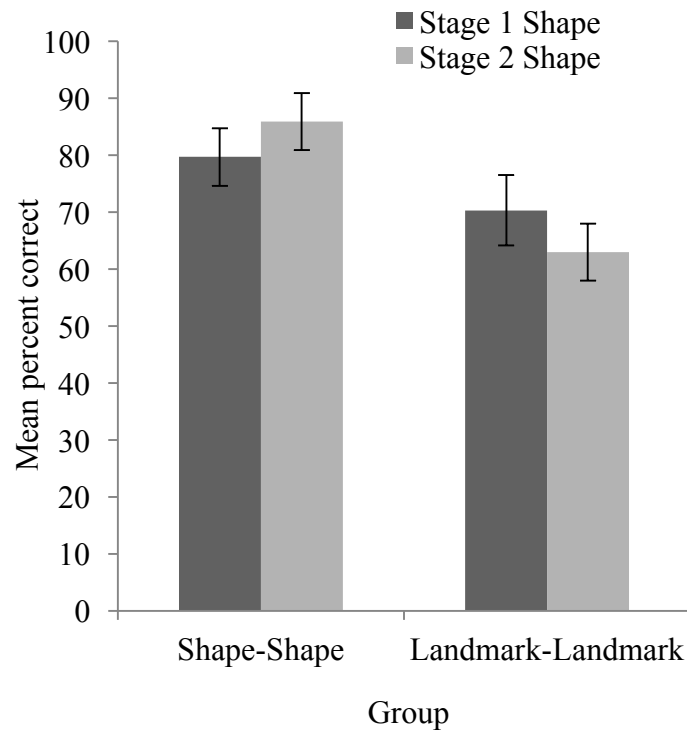 Stage 1 Shape
Stage 2 Shape
100
90
80
70
60
50
40
30
20
10
0
Mean percent correct
Shape-Shape
Landmark-Landmark
Group